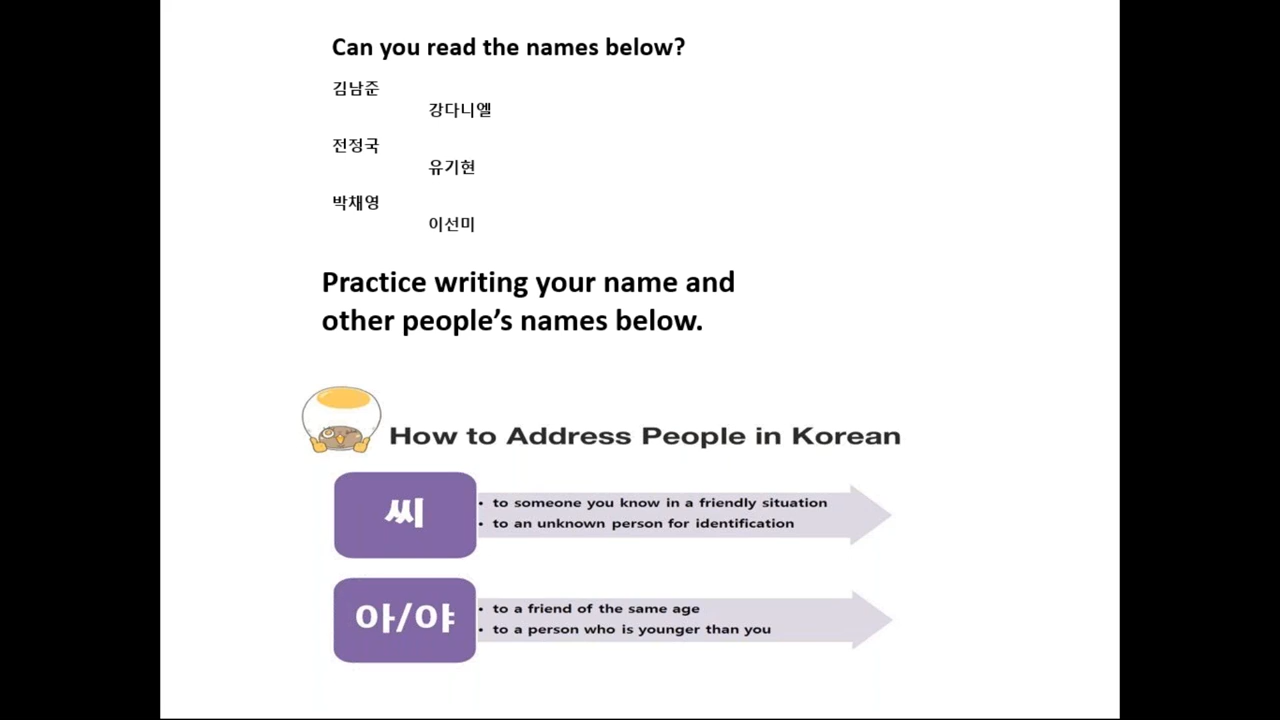 Can you read the names below?
김남준
강다니엘
전정국
유기현
박채영
이선미
Practice writing your name and
other people's names below.
How to Address People in Korean
씨
• to someone you know in a friendly situation
• to an unknown person for identification
아/야
• to a friend of the same age
• to a person who is younger than you